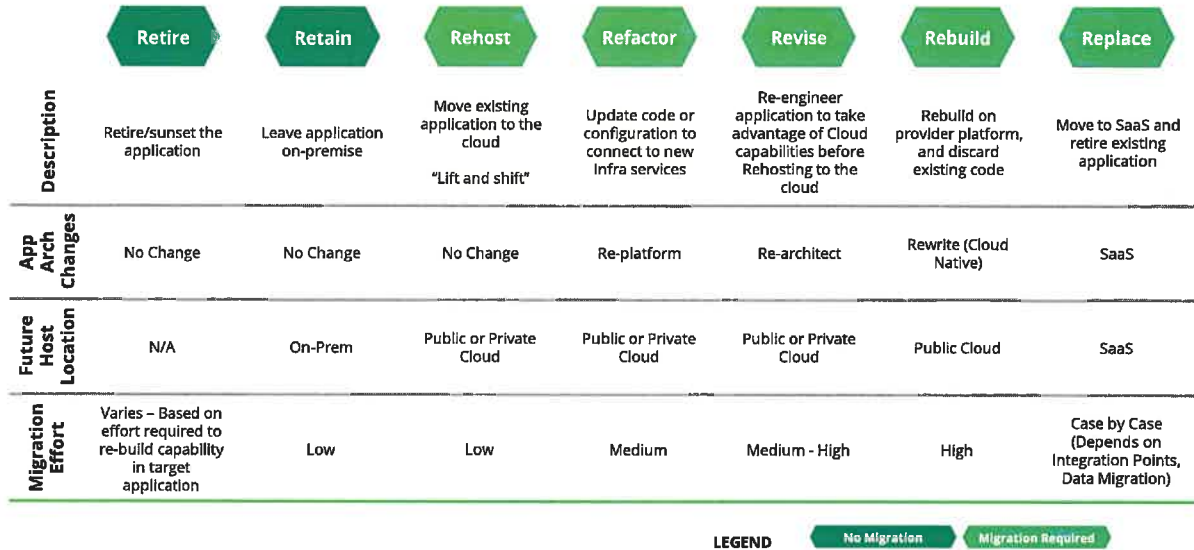 Retire
Retain
Rehost
Refactor
Revise
Rebuild
Replace
Description
Retire/sunset the
application
Leave application
on-premise
Move existing
application to the
cloud
“Lift and shift”
Update code or
configuration to
connect to new
Infra services
Re-engineer
application to take
advantage of Cloud
capabilities before
Rehosting to the
cloud
Rebuild on
provider platform,
and discard
existing code
Move to SaaS and
retire existing
application
App
Arch
Changes
No Change
No Change
No Change
Re-platform
Re-architect
Rewrite (Cloud
Native)
SaaS
Future
Host
Location
N/A
On-Prem
Public or Private
Cloud
Public or Private
Cloud
Public or Private
Cloud
Public Cloud
SaaS
Migration
Effort
Varies – Based on
effort required to
re-build capability
in target
application
Low
Low
Medium
Medium - High
High
Case by Case
(Depends on
Integration Points,
Data Migration)
LEGEND
No Migration
Migration Required